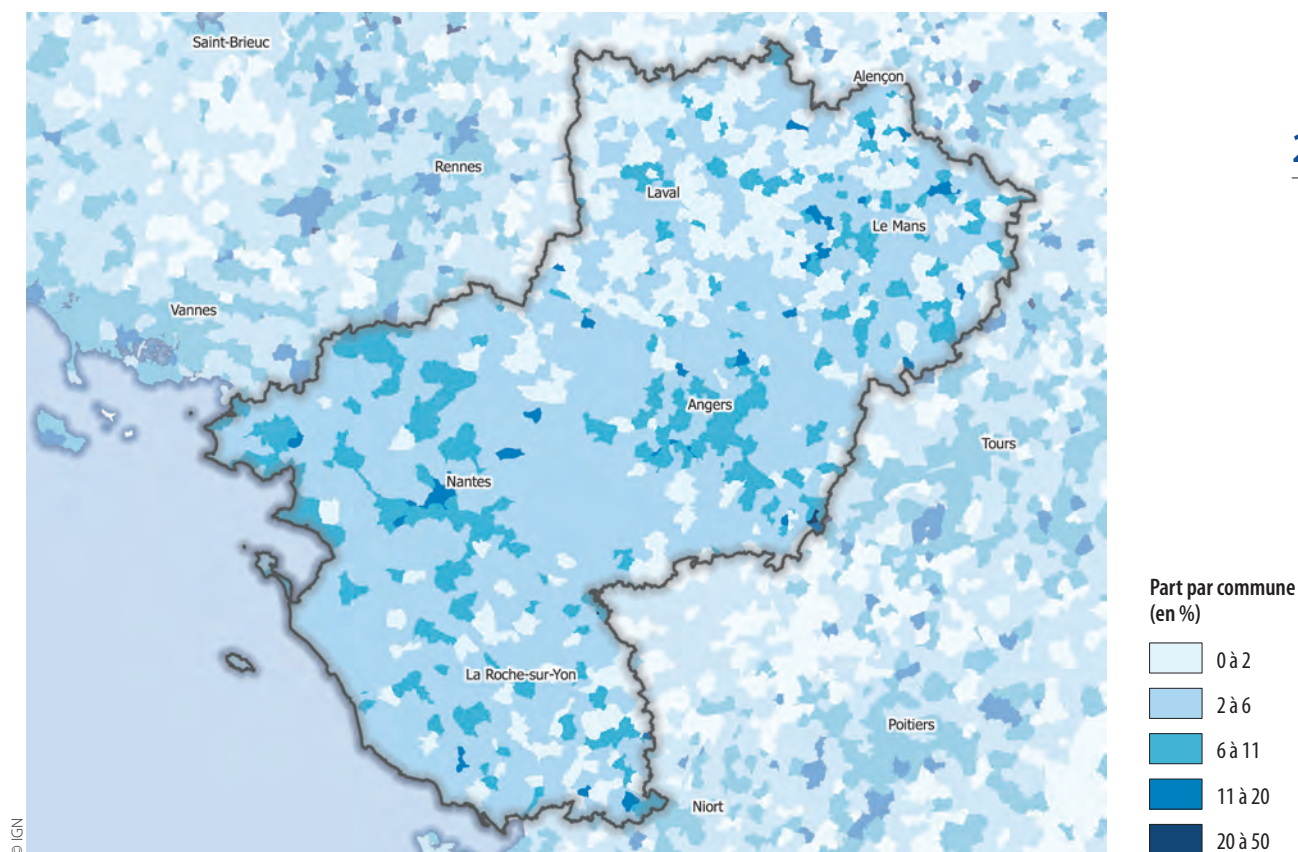 Saint-Brieuc
Alençon
Rennes
Laval
Le Mans
Vannes
Angers
Tours
Nantes
La Roche-sur-Yon
Poitiers
Niort
© IGN
2
Part par commune
(en %)
0 à 2
2 à 6
6 à 11
11 à 20
20 à 50